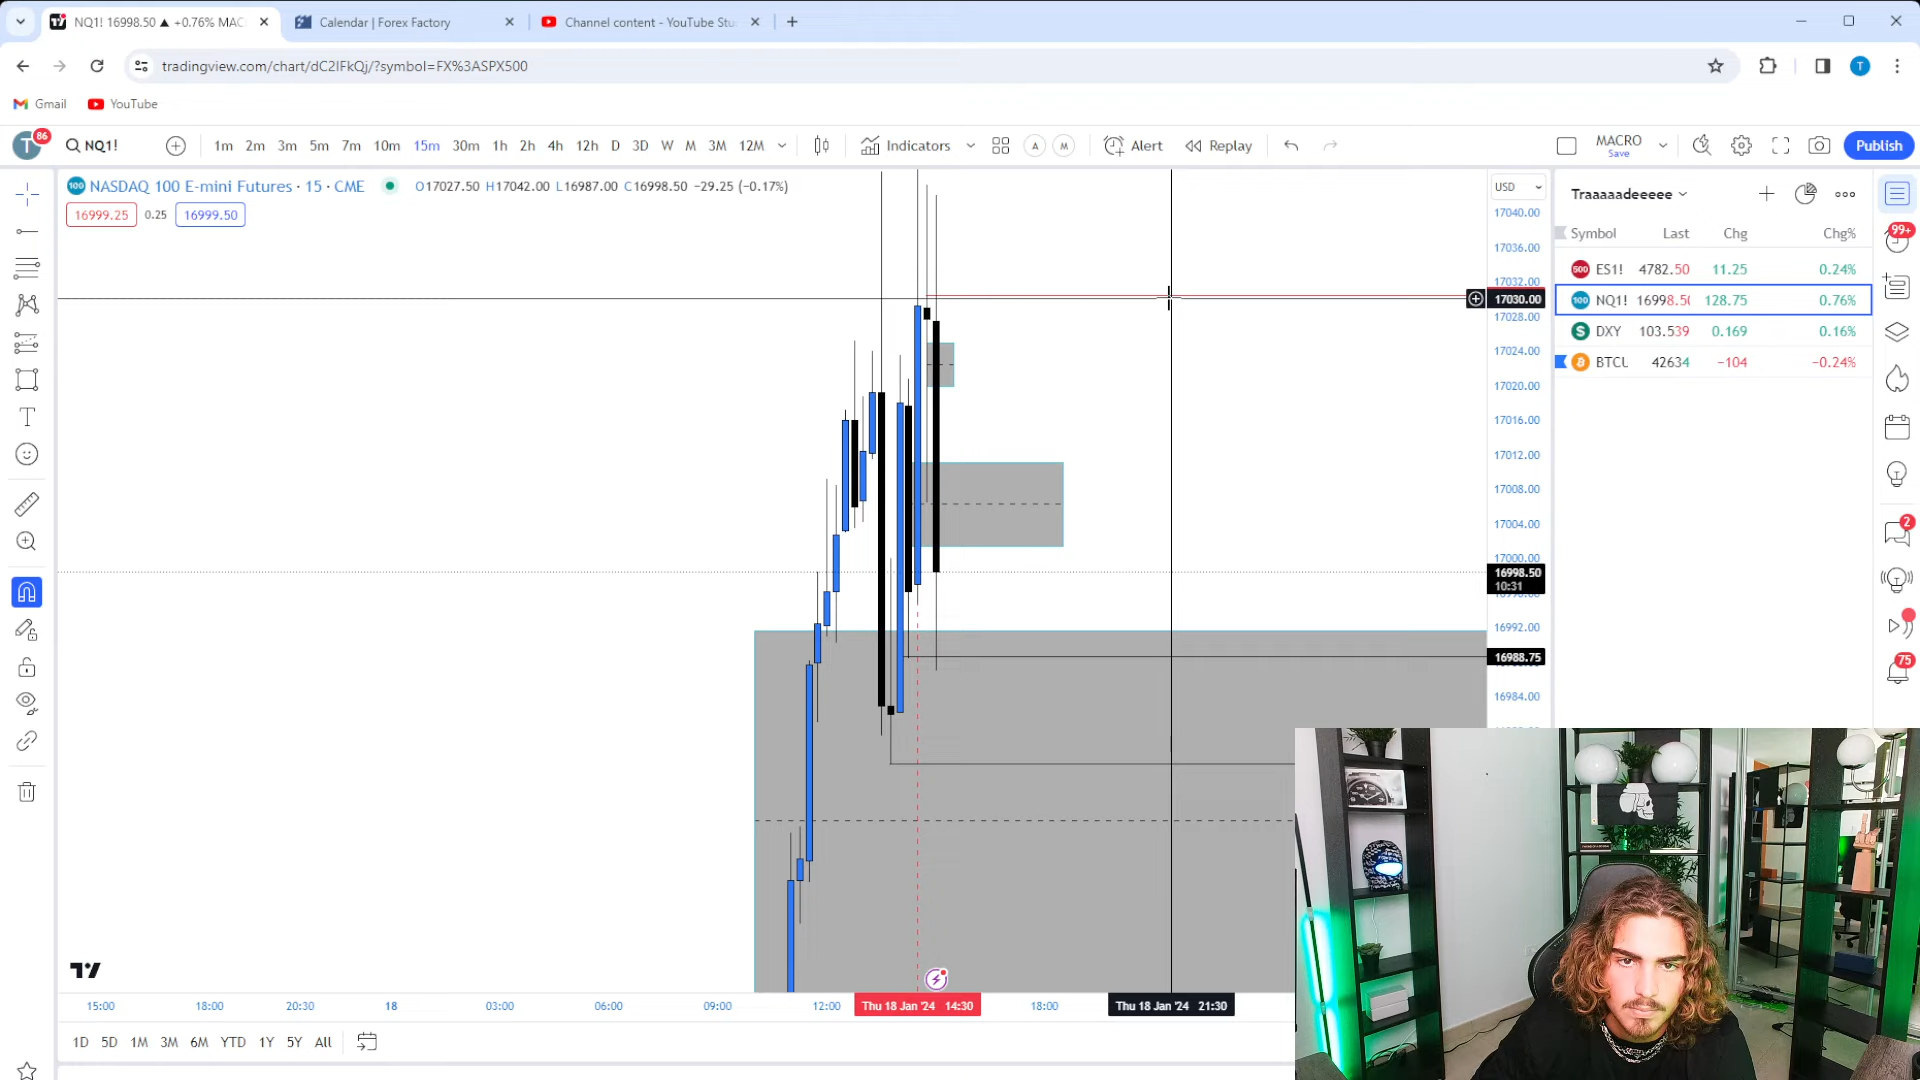 NQ1! 16998.50 ▲ +0.76% MAC
Calendar | Forex Factory
Channel content - YouTube Stu
tradingview.com/chart/dC2IFkQj/?symbol=FX%3ASPX500
T
Gmail
YouTube
T 86
NQ1!
1m 2m 3m 5m 7m 10m 15m 30m 1h 2h 4h 12h D 3D W M 3M 12M
Indicators
A M
Alert
Replay
MACRO
Save
Publish
100 NASDAQ 100 E-mini Futures · 15 · CME
O17027.50 H17042.00 L16987.00 C16998.50 −29.25 (−0.17%)
16999.25 0.25 16999.50
USD
17040.00
17036.00
17032.00
17030.00
17028.00
17024.00
17020.00
17016.00
17012.00
17008.00
17004.00
17000.00
16998.50
10:31
16992.00
16988.75
16984.00
Traaaaadeeeee
Symbol Last Chg Chg%
500 ES1! 4782.50 11.25 0.24%
100 NQ1! 16998.50 128.75 0.76%
DXY 103.539 0.169 0.16%
BTCU 42634 −104 −0.24%
99+
2
75
15:00 18:00 20:30 18 03:00 06:00 09:00 12:00 Thu 18 Jan '24 14:30 18:00 Thu 18 Jan '24 21:30
1D 5D 1M 3M 6M YTD 1Y 5Y All